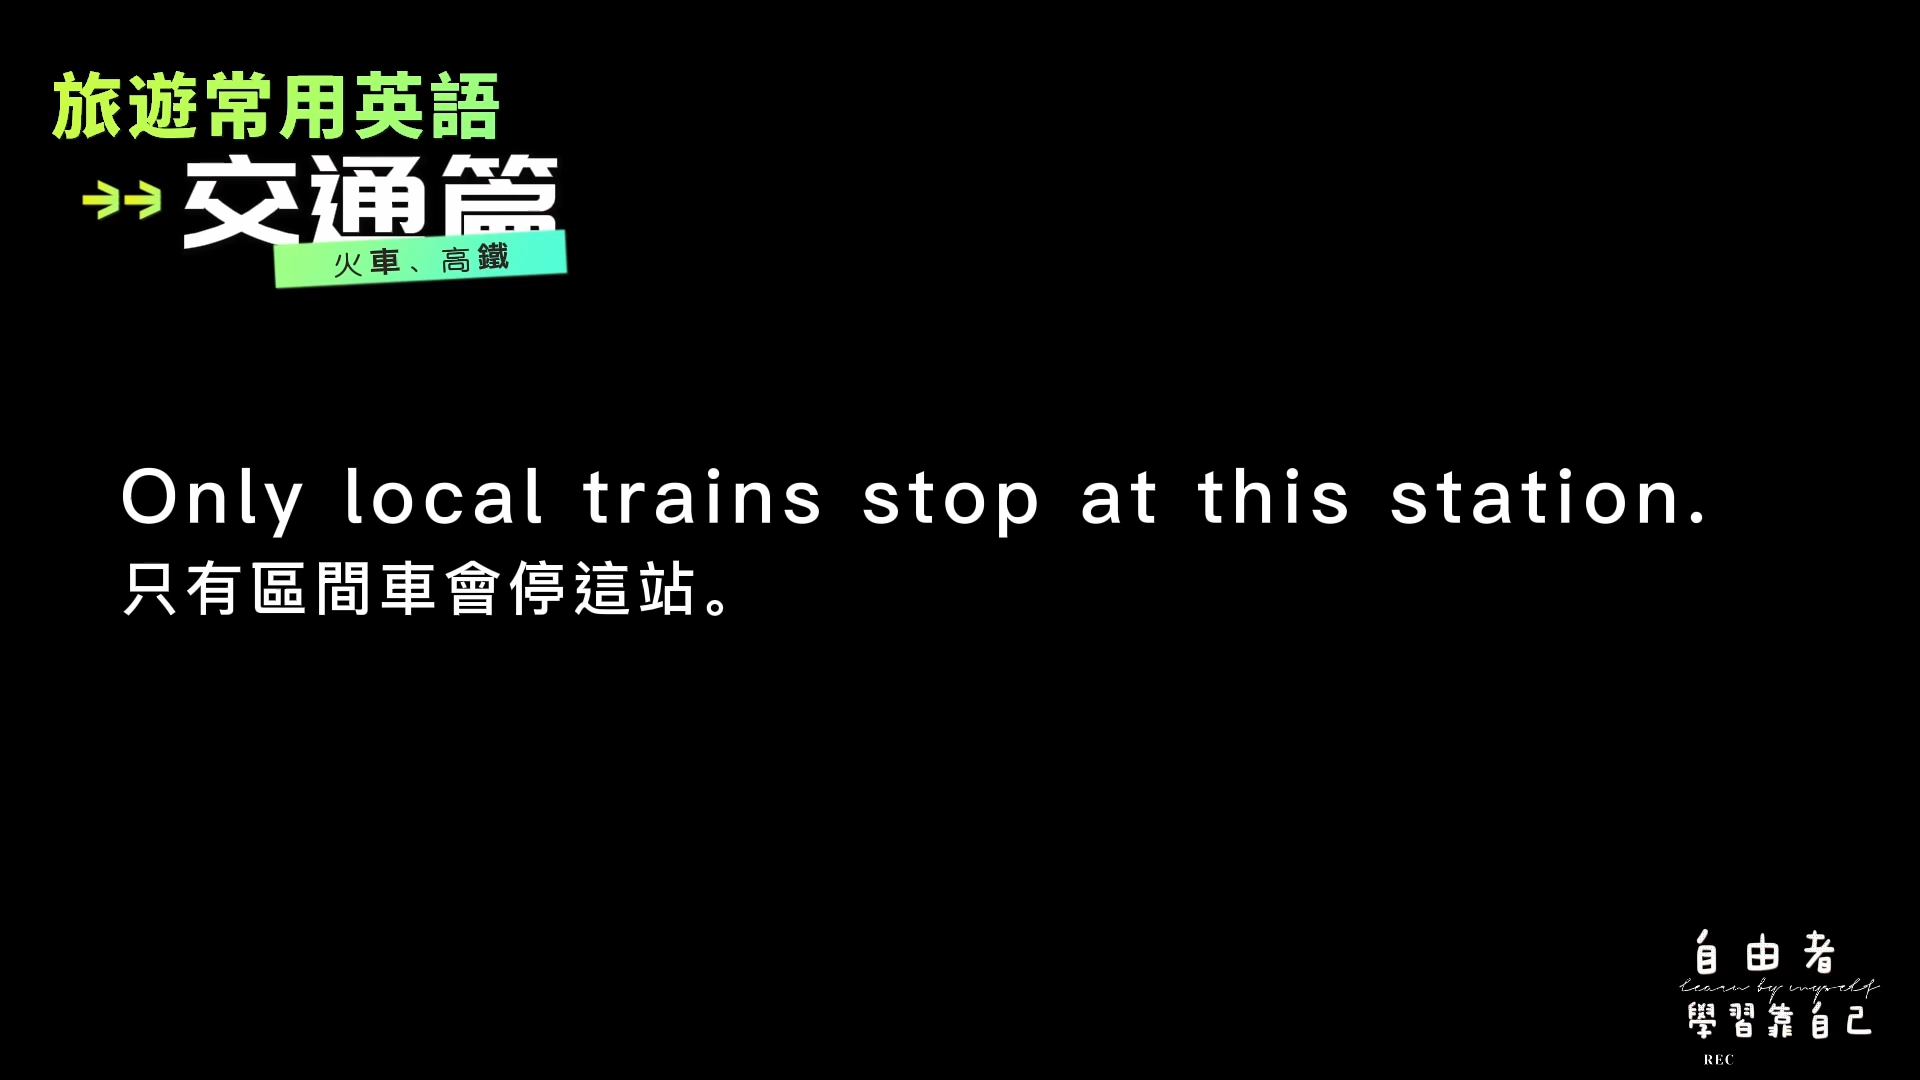 旅遊常用英語
交通篇
火車、高鐵
Only local trains stop at this station.
只有區間車會停這站。
自由者
learn by myself
學習靠自己
REC